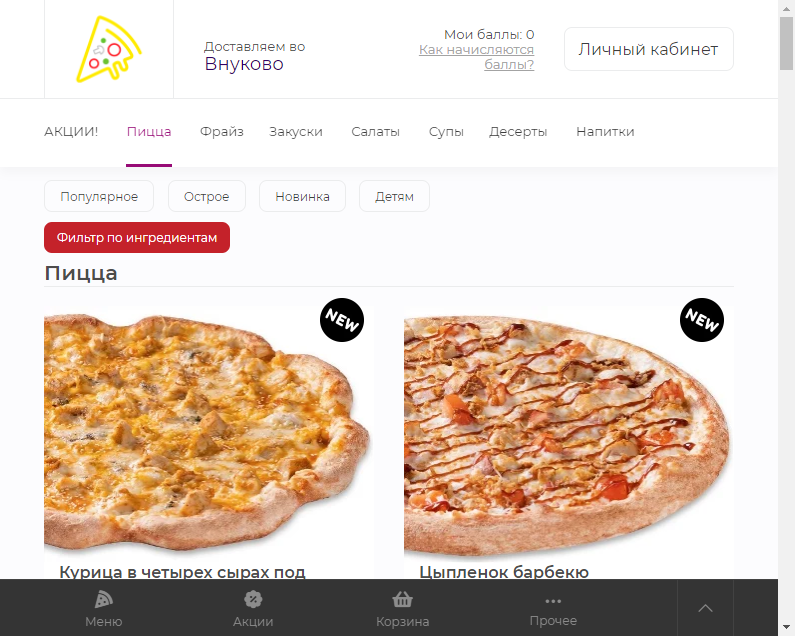 Доставляем во
Внуково
Мои баллы: 0
Как начисляются
баллы?
Личный кабинет
АКЦИИ! Пицца Фрайз Закуски Салаты Супы Десерты Напитки
Популярное Острое Новинка Детям
Фильтр по ингредиентам
Пицца
NEW NEW
Курица в четырех сырах под Цыпленок барбекю
Меню Акции Корзина Прочее